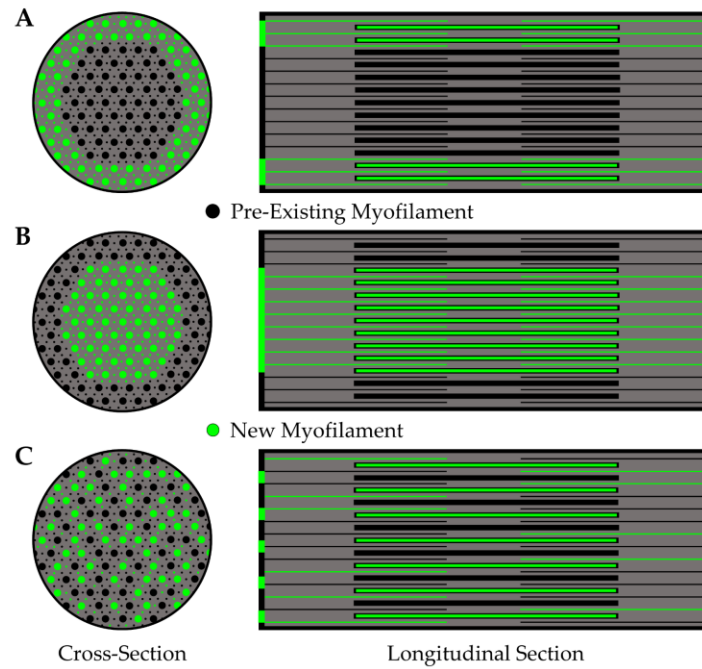 A
Pre-Existing Myofilament
B
New Myofilament
C
Cross-Section
Longitudinal Section